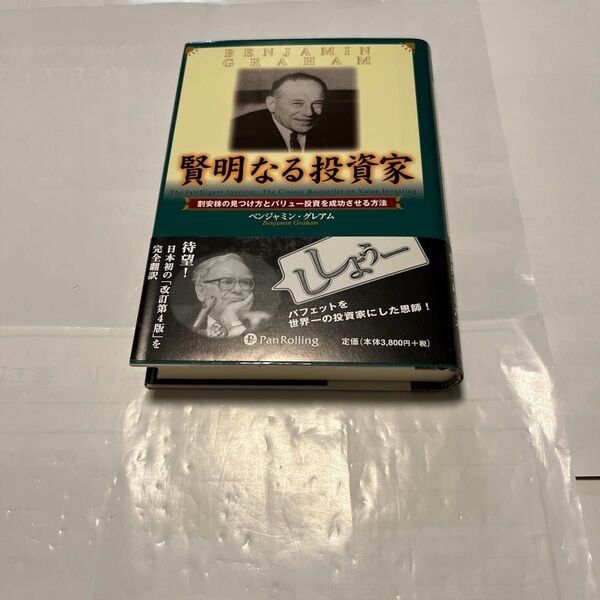 BENJAMIN
GRAHAM
賢明なる投資家
The Intelligent Investor: The Classic Bestseller on Value Investing
割安株の見つけ方とバリュー投資を成功させる方法
ベンジャミン・グレアム
Benjamin Graham
待望!
日本初の「改訂第4版」を
完全翻訳
ししょうー
バフェットを
世界一の投資家にした恩師!
PanRolling
定価(本体3,800円+税)